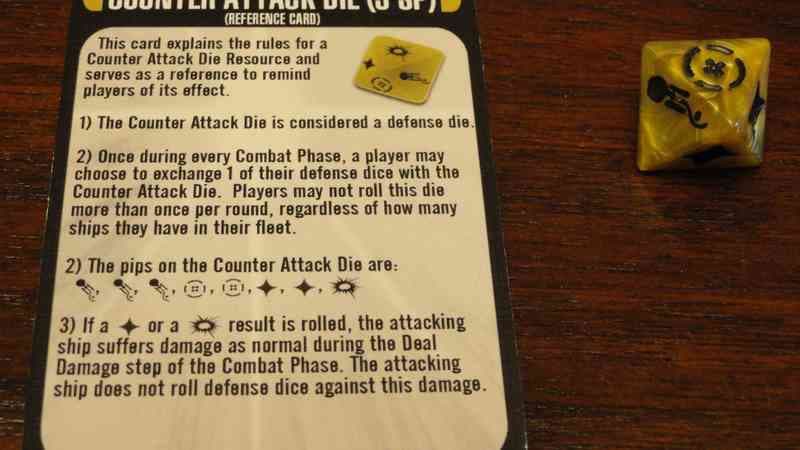 COUNTER ATTACK DIE (5 SP)
(REFERENCE CARD)
This card explains the rules for a
Counter Attack Die Resource and
serves as a reference to remind
players of its effect.
1) The Counter Attack Die is considered a defense die.
2) Once during every Combat Phase, a player may
choose to exchange 1 of their defense dice with the
Counter Attack Die. Players may not roll this die
more than once per round, regardless of how many
ships they have in their fleet.
2) The pips on the Counter Attack Die are:
, , , , , , ,
3) If a or a result is rolled, the attacking
ship suffers damage as normal during the Deal
Damage step of the Combat Phase. The attacking
ship does not roll defense dice against this damage.